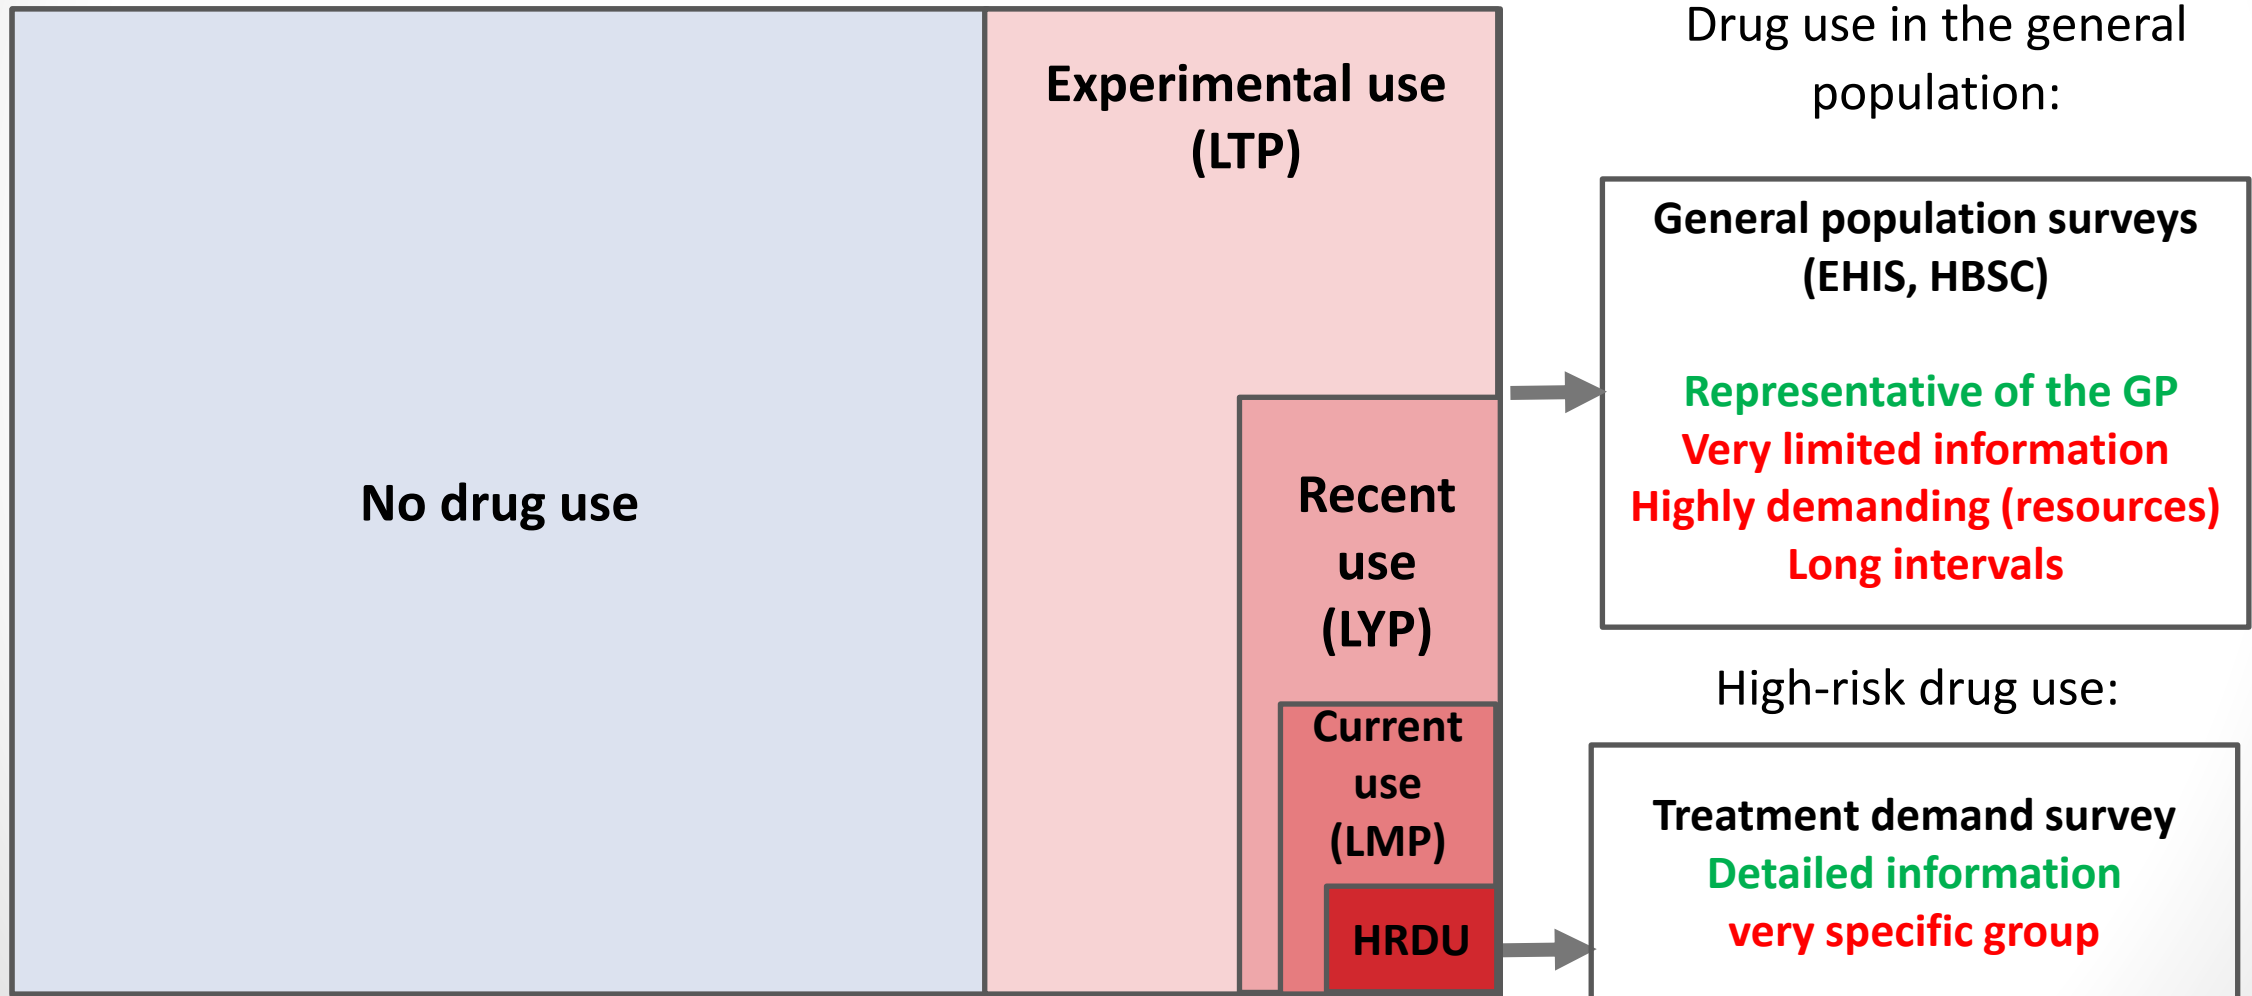 No drug use
Experimental use
(LTP)
Recent
use
(LYP)
Current
use
(LMP)
HRDU
Drug use in the general
population:
General population surveys
(EHIS, HBSC)
Representative of the GP
Very limited information
Highly demanding (resources)
Long intervals
High-risk drug use:
Treatment demand survey
Detailed information
very specific group